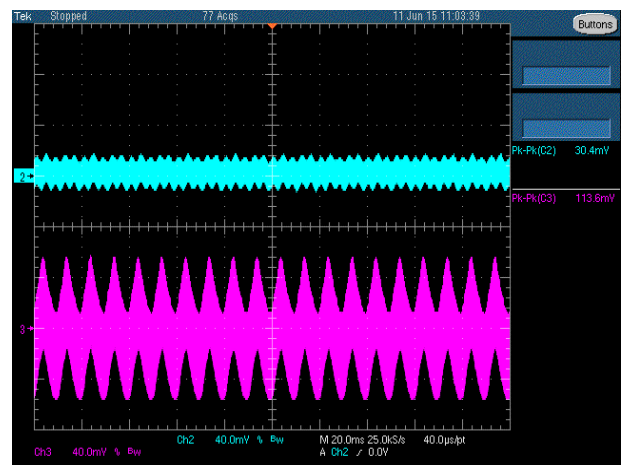 Tek Stopped 77 Acqs 11 Jun 15 11:03:39
Buttons
Pk-Pk(C2) 30.4mV
2
Pk-Pk(C3) 113.6mV
3
Ch2 40.0mV % Bw M 20.0ms 25.0kS/s 40.0µs/pt
Ch3 40.0mV % Bw A Ch2 ∫ 0.0V